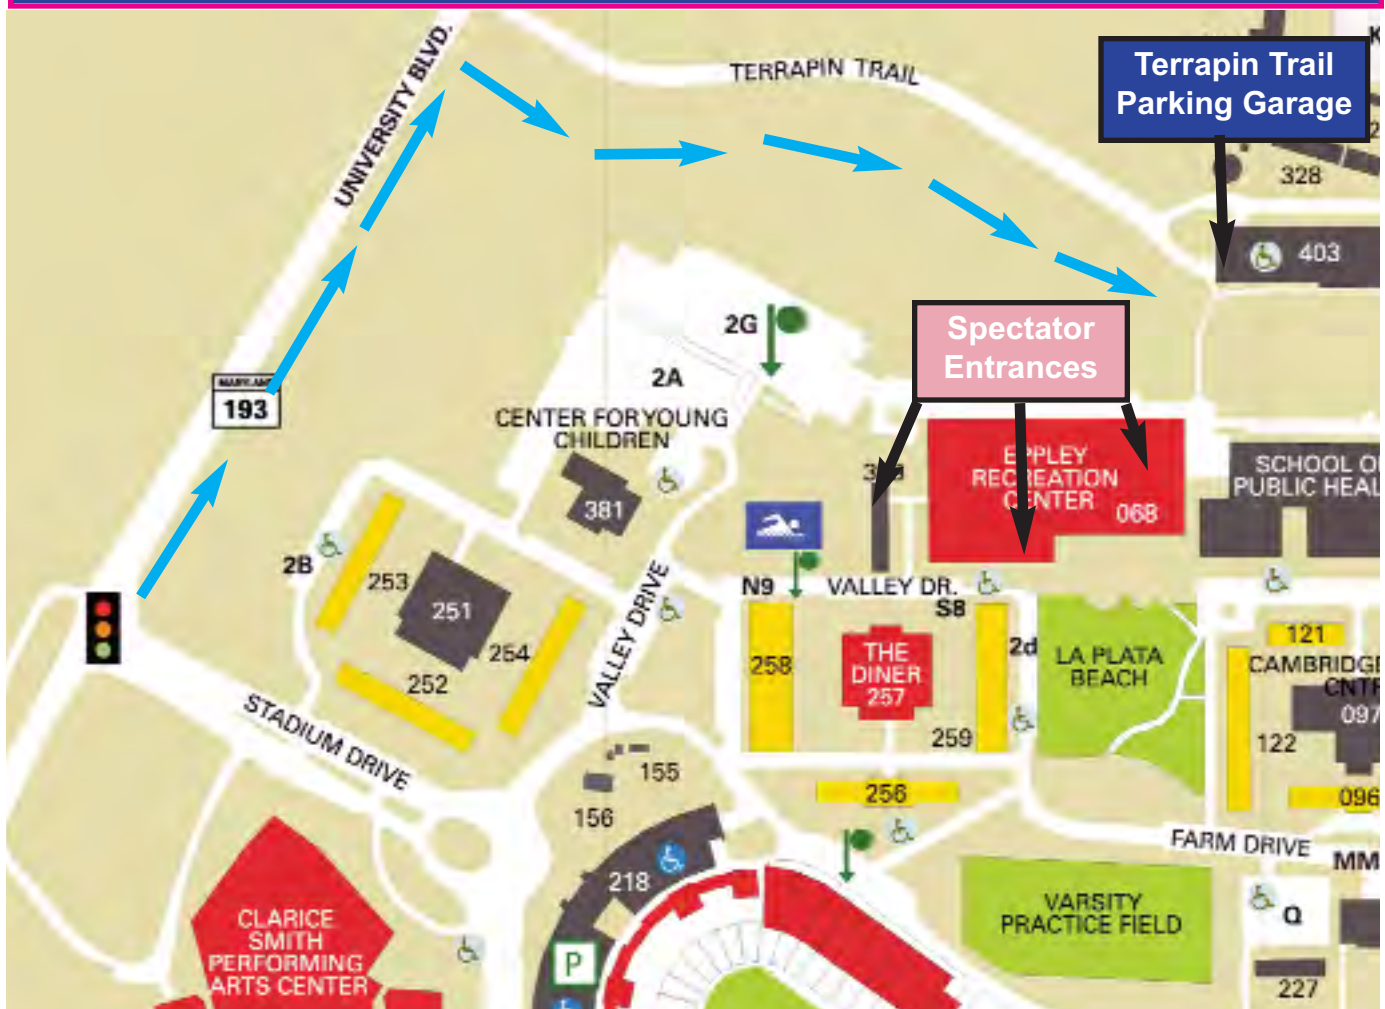 UNIVERSITY BLVD.
TERRAPIN TRAIL
Terrapin Trail
Parking Garage
328
403
2G
Spectator
Entrances
2A
MARYLAND
193
CENTER FOR YOUNG
CHILDREN
381
EPPLEY
RECREATION
CENTER
068
SCHOOL OF
PUBLIC HEAL
2B
253
251
254
252
VALLEY DRIVE
N9
VALLEY DR.
S8
2d
258
THE
DINER
257
259
LA PLATA
BEACH
121
CAMBRIDGE
CNTR
097
122
096
STADIUM DRIVE
155
156
256
FARM DRIVE
MM
218
P
CLARICE
SMITH
PERFORMING
ARTS CENTER
VARSITY
PRACTICE FIELD
Q
227